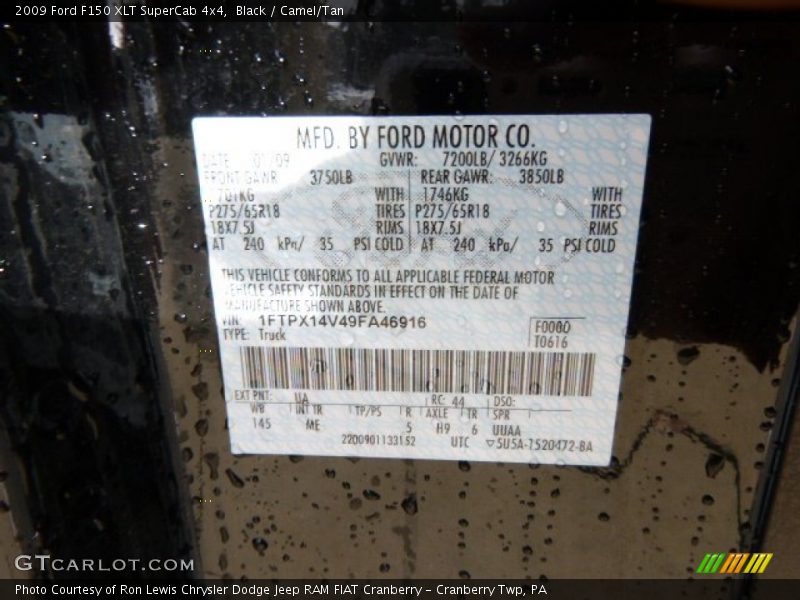 2009 Ford F150 XLT SuperCab 4x4, Black / Camel/Tan
MFD. BY FORD MOTOR CO.
DATE 01/09 GVWR: 7200LB/ 3266KG
FRONT GAWR: 3750LB REAR GAWR: 3850LB
1746KG
WITH WITH
P275/65R18 TIRES P275/65R18 TIRES
18X7.5J RIMS 18X7.5J RIMS
AT 240 kPa/ 35 PSI COLD AT 240 kPa/ 35 PSI COLD
THIS VEHICLE CONFORMS TO ALL APPLICABLE FEDERAL MOTOR
VEHICLE SAFETY STANDARDS IN EFFECT ON THE DATE OF
MANUFACTURE SHOWN ABOVE.
VIN: 1FTPX14V49FA46916
TYPE: Truck
F0000
T0616
EXT PNT: UA RC: 44 DSO:
WB INT TR TP/PS R AXLE TR SPR
145 ME 5 H9 6 UUAA
2200901133152 UTC ▽5U5A-1520472-BA
GTCARLOT.COM
Photo Courtesy of Ron Lewis Chrysler Dodge Jeep RAM FIAT Cranberry - Cranberry Twp, PA